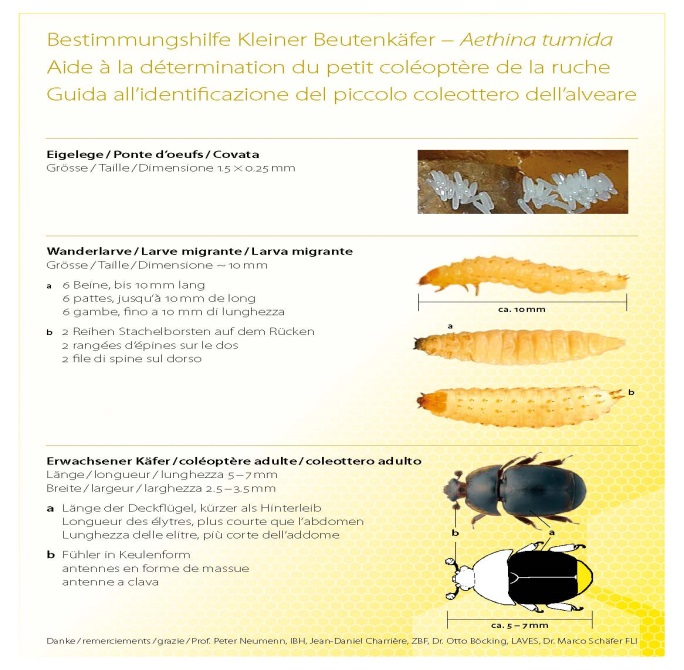 Bestimmungshilfe Kleiner Beutenkäfer – Aethina tumida
Aide à la détermination du petit coléoptère de la ruche
Guida all'identificazione del piccolo coleottero dell'alveare
Eigelege / Ponte d'oeufs / Covata
Grösse / Taille / Dimensione 1.5 × 0.25 mm
Wanderlarve / Larve migrante / Larva migrante
Grösse / Taille / Dimensione ~ 10 mm
a 6 Beine, bis 10 mm lang
6 pattes, jusqu'à 10 mm de long
6 gambe, fino a 10 mm di lunghezza
b 2 Reihen Stachelborsten auf dem Rücken
2 rangées d'épines sur le dos
2 file di spine sul dorso
ca. 10 mm
a
b
Erwachsener Käfer / coléoptère adulte / coleottero adulto
Länge / longueur / lunghezza 5 – 7 mm
Breite / largeur / larghezza 2.5 – 3.5 mm
a Länge der Deckflügel, kürzer als Hinterleib
Longueur des élytres, plus courte que l'abdomen
Lunghezza delle elitre, più corte dell'addome
b Fühler in Keulenform
antennes en forme de massue
antenne a clava
b
a
ca. 5 – 7 mm
Danke / remerciements / grazie / Prof. Peter Neumenn, IBH, Jean-Daniel Charrière, ZBF, Dr. Otto Böcking, LAVES, Dr. Marco Schäfer FLI